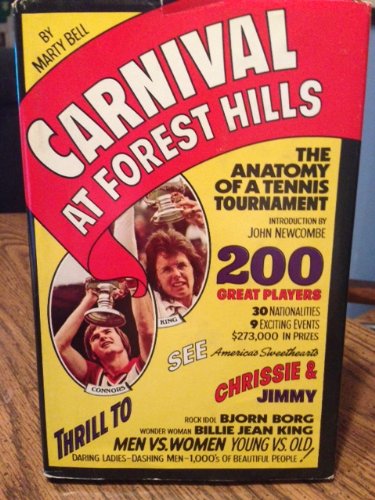 BY
MARTY BELL
CARNIVAL
AT FOREST HILLS
THE
ANATOMY
OF A TENNIS
TOURNAMENT
INTRODUCTION BY
JOHN NEWCOMBE
200
GREAT PLAYERS
30 NATIONALITIES
9 EXCITING EVENTS
$273,000 IN PRIZES
KING
CONNORS
SEE
America's Sweethearts
CHRISSIE &
JIMMY
THRILL TO
ROCK IDOL BJORN BORG
WONDER WOMAN BILLIE JEAN KING
MEN VS. WOMEN YOUNG VS. OLD
DARING LADIES-DASHING MEN-1,000's OF BEAUTIFUL PEOPLE!